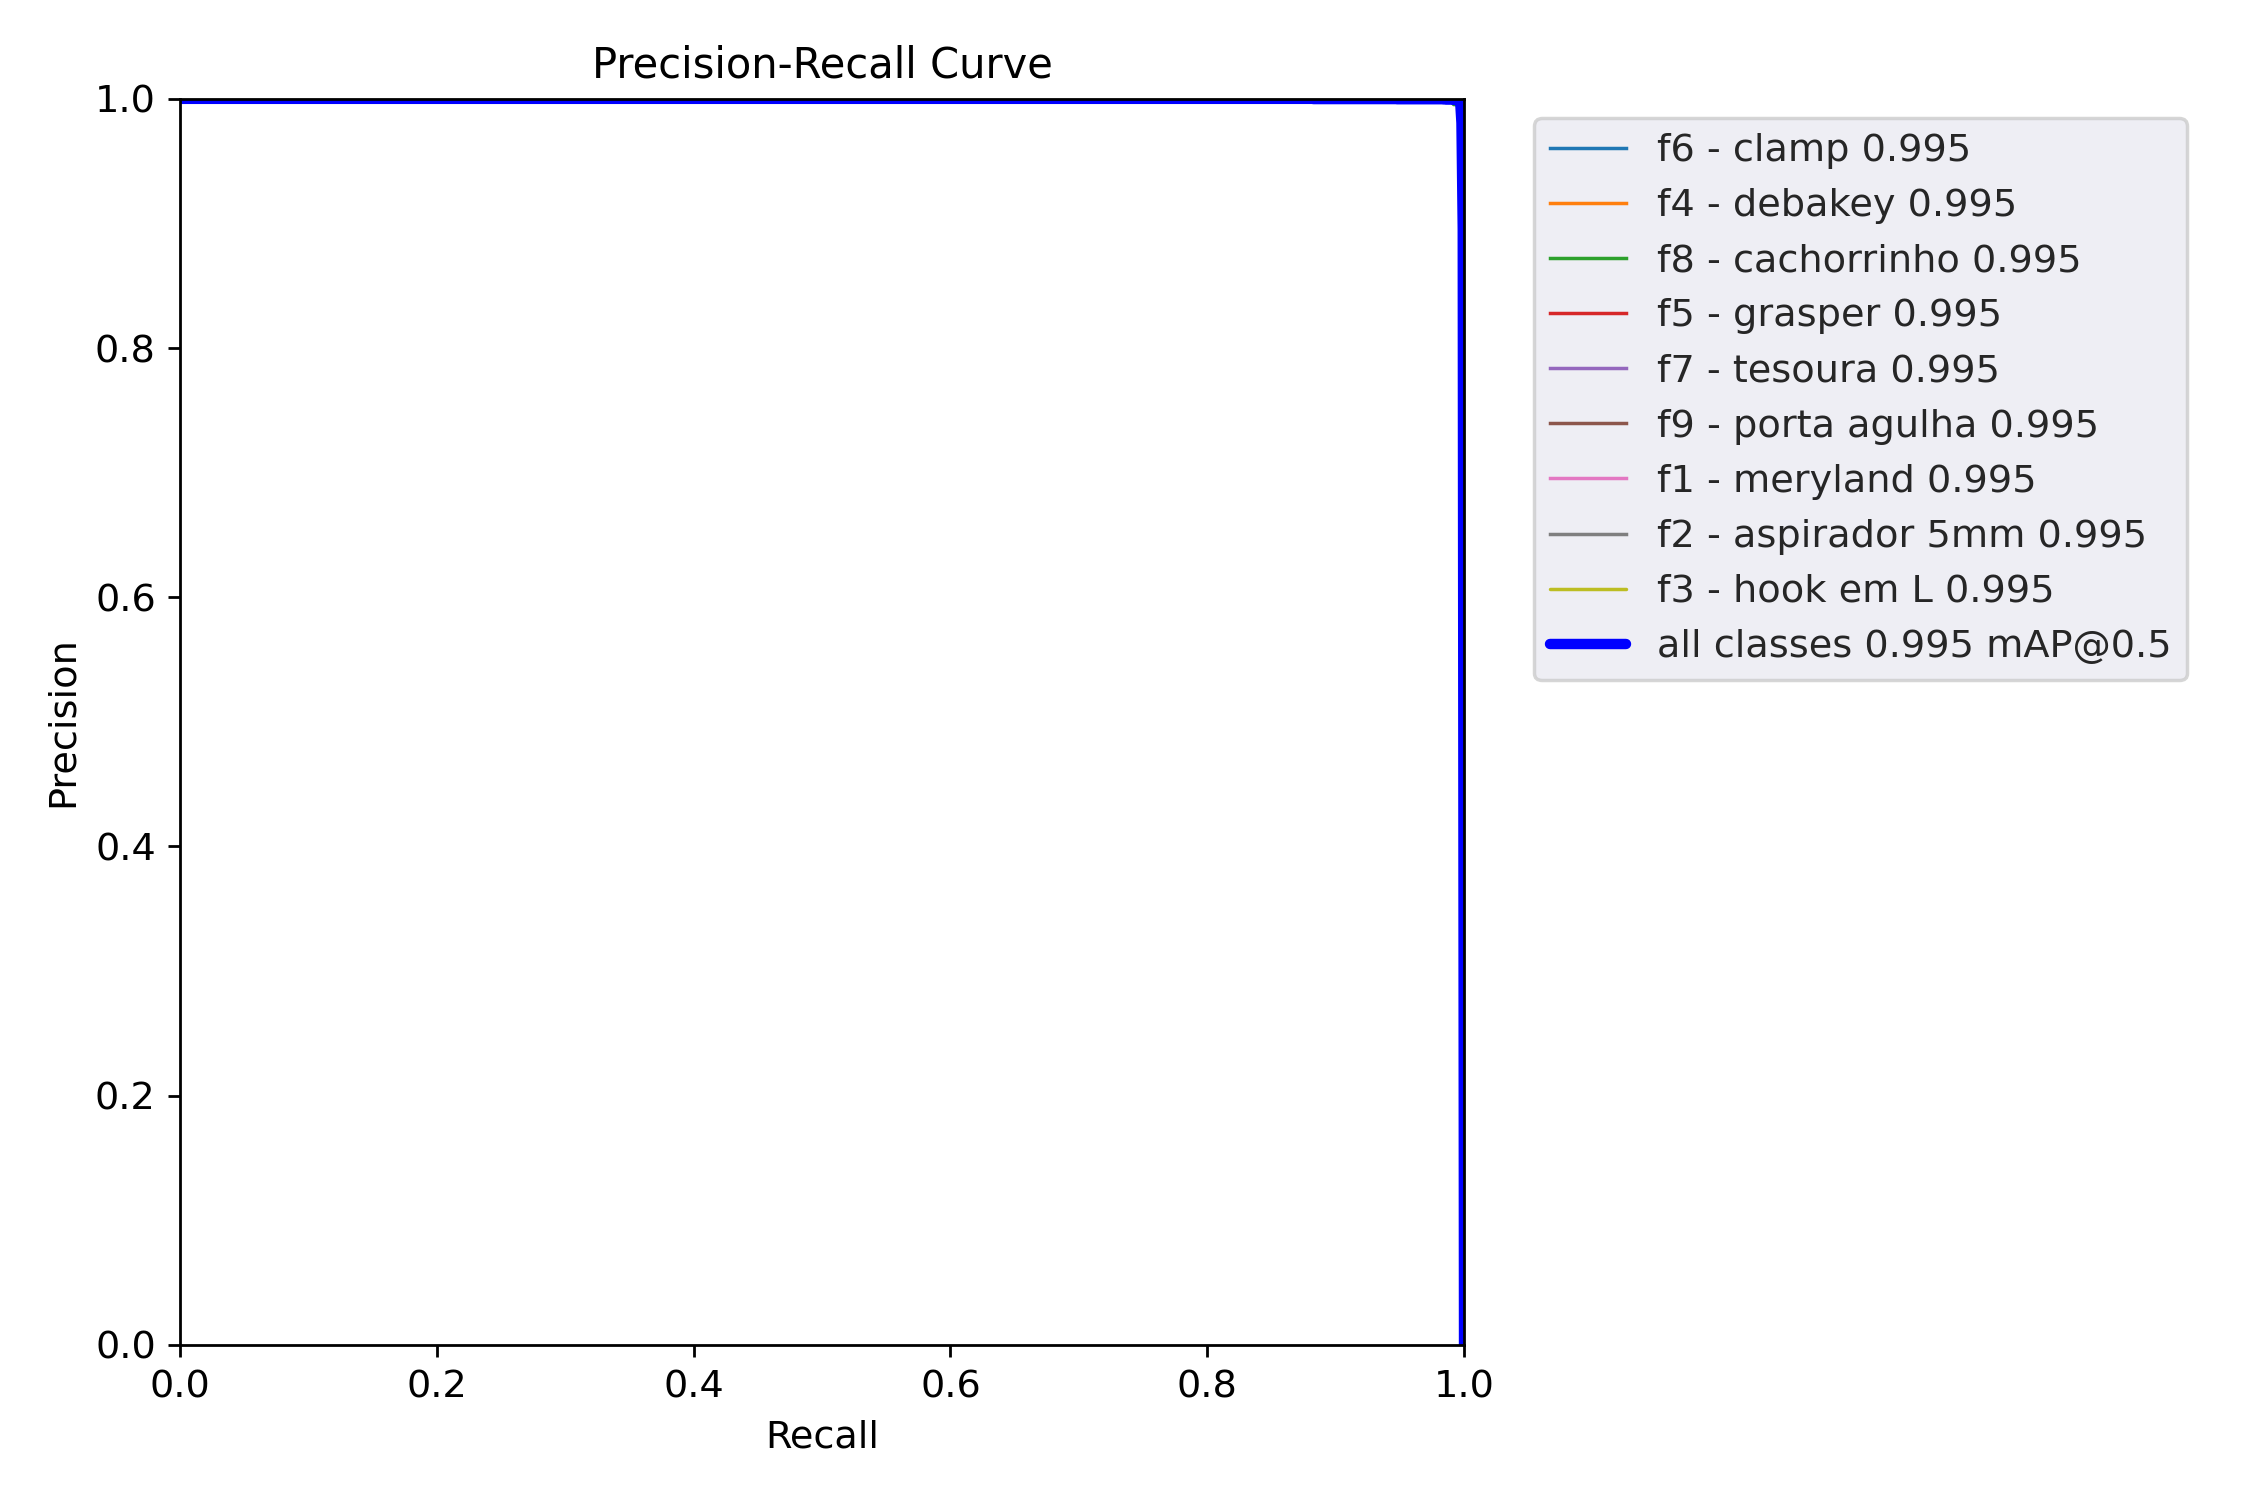 Precision-Recall Curve
1.0
0.8
0.6
0.4
0.2
0.0
Precision
0.0 0.2 0.4 0.6 0.8 1.0
Recall
f6 - clamp 0.995
f4 - debakey 0.995
f8 - cachorrinho 0.995
f5 - grasper 0.995
f7 - tesoura 0.995
f9 - porta agulha 0.995
f1 - meryland 0.995
f2 - aspirador 5mm 0.995
f3 - hook em L 0.995
all classes 0.995 mAP@0.5